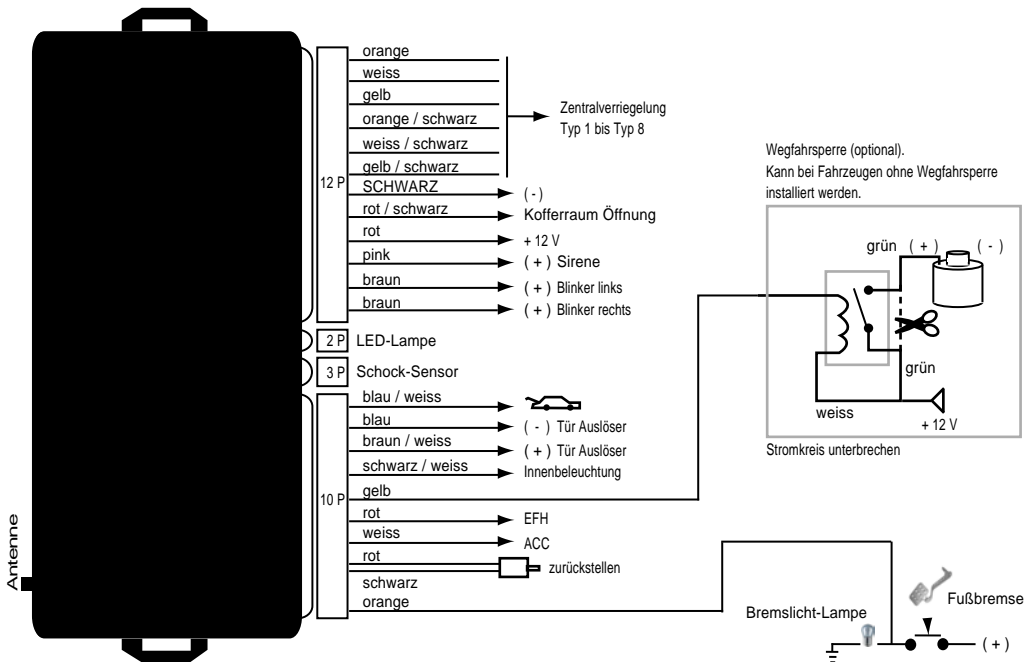 orange
weiss
gelb
orange / schwarz
weiss / schwarz
gelb / schwarz
Zentralverriegelung
Typ 1 bis Typ 8
12 P
SCHWARZ
( - )
rot / schwarz
Kofferraum Öffnung
rot
+ 12 V
pink
( + ) Sirene
braun
( + ) Blinker links
braun
( + ) Blinker rechts
2 P
LED-Lampe
3 P
Schock-Sensor
10 P
blau / weiss
blau
( - ) Tür Auslöser
braun / weiss
( + ) Tür Auslöser
schwarz / weiss
Innenbeleuchtung
gelb
rot
EFH
weiss
ACC
rot
zurückstellen
schwarz
orange
Antenne
Wegfahrsperre (optional).
Kann bei Fahrzeugen ohne Wegfahrsperre
installiert werden.
grün ( + ) ( - )
grün
weiss
+ 12 V
Stromkreis unterbrechen
Fußbremse
Bremslicht-Lampe
( + )